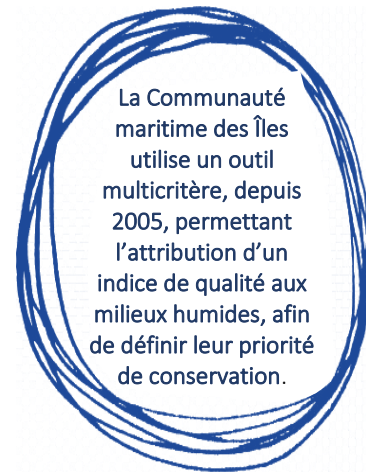 La Communauté
maritime des Îles
utilise un outil
multicritère, depuis
2005, permettant
l’attribution d’un
indice de qualité aux
milieux humides, afin
de définir leur priorité
de conservation.